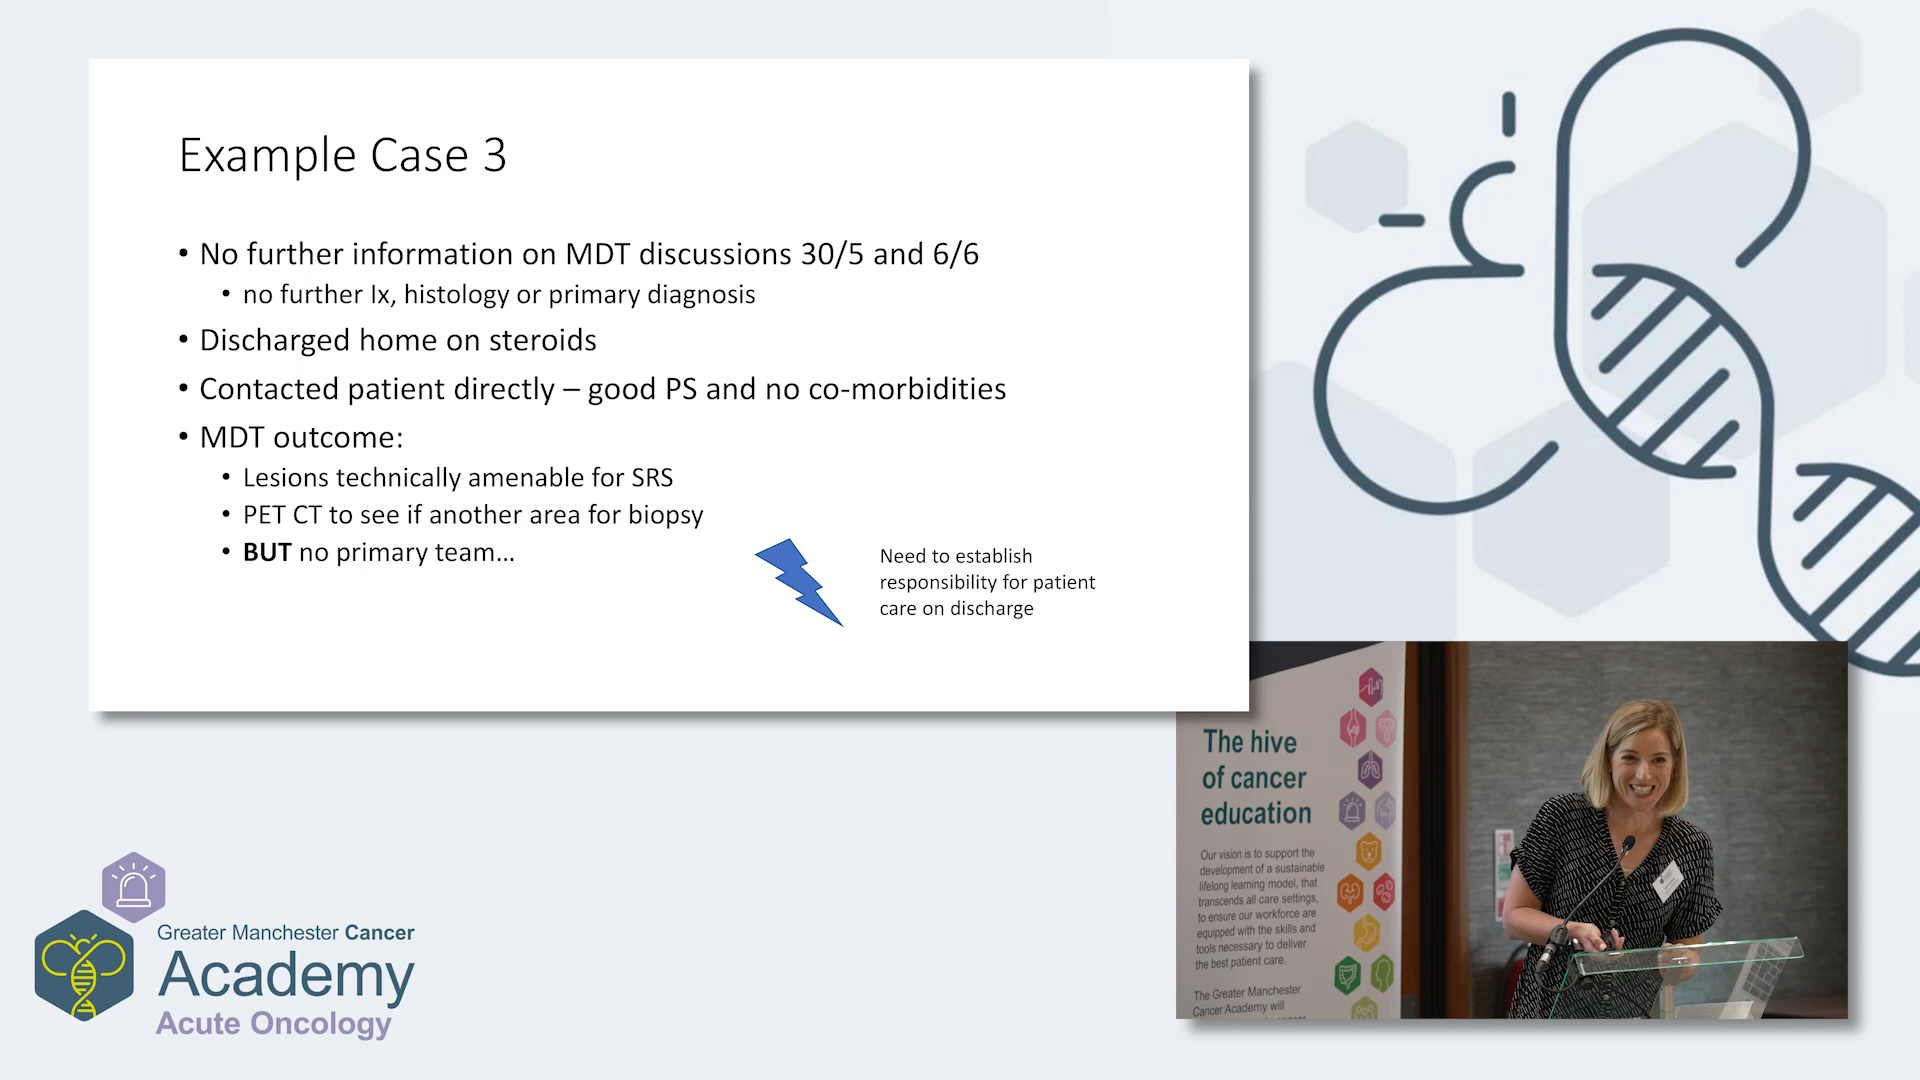 Example Case 3
• No further information on MDT discussions 30/5 and 6/6
• no further Ix, histology or primary diagnosis
• Discharged home on steroids
• Contacted patient directly – good PS and no co-morbidities
• MDT outcome:
• Lesions technically amenable for SRS
• PET CT to see if another area for biopsy
• BUT no primary team...
Need to establish
responsibility for patient
care on discharge
The hive
of cancer
education
Our vision is to support the
development of a sustainable
lifelong learning model, that
transcends all care settings,
to ensure our workforce are
equipped with the skills and
tools necessary to deliver
the best patient care.
The Greater Manchester
Cancer Academy will
Greater Manchester Cancer
Academy
Acute Oncology